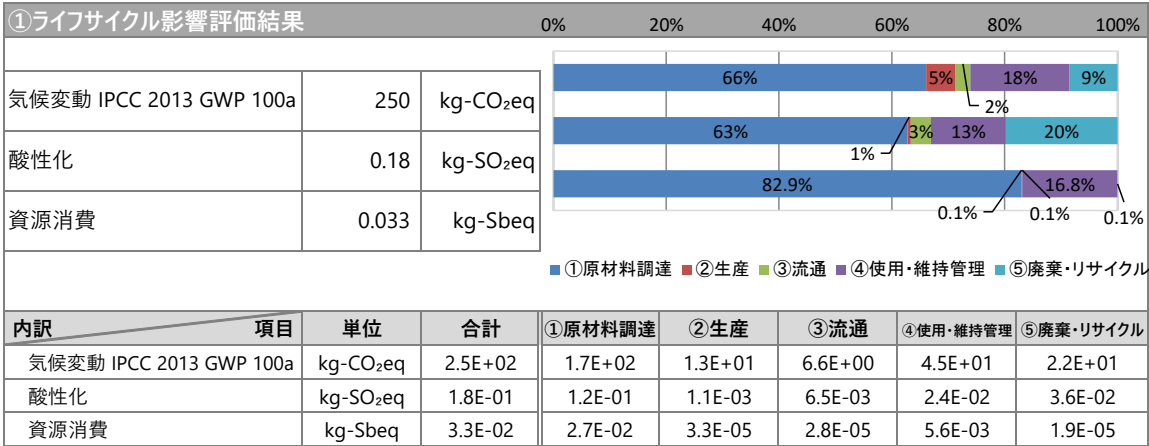 ①ライフサイクル影響評価結果
0% 20% 40% 60% 80% 100%
気候変動 IPCC 2013 GWP 100a 250 kg-CO₂eq
66% 5% 2% 18% 9%
酸性化 0.18 kg-SO₂eq
63% 1% 3% 13% 20%
資源消費 0.033 kg-Sbeq
82.9% 0.1% 0.1% 16.8% 0.1%
①原材料調達 ②生産 ③流通 ④使用・維持管理 ⑤廃棄・リサイクル
内訳 項目 単位 合計 ①原材料調達 ②生産 ③流通 ④使用・維持管理 ⑤廃棄・リサイクル
気候変動 IPCC 2013 GWP 100a kg-CO₂eq 2.5E+02 1.7E+02 1.3E+01 6.6E+00 4.5E+01 2.2E+01
酸性化 kg-SO₂eq 1.8E-01 1.2E-01 1.1E-03 6.5E-03 2.4E-02 3.6E-02
資源消費 kg-Sbeq 3.3E-02 2.7E-02 3.3E-05 2.8E-05 5.6E-03 1.9E-05